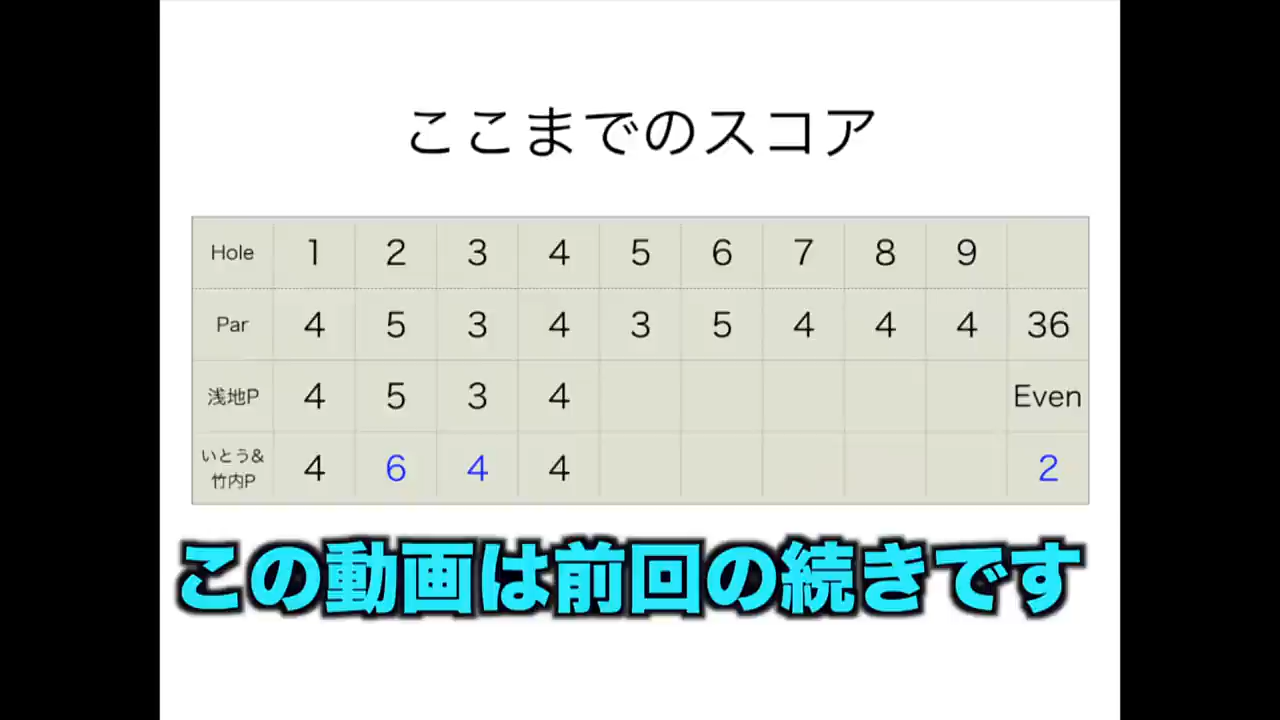 ここまでのスコア
Hole 1 2 3 4 5 6 7 8 9
Par 4 5 3 4 3 5 4 4 4 36
浅地P 4 5 3 4 Even
いとう&
竹内P 4 6 4 4 2
この動画は前回の続きです